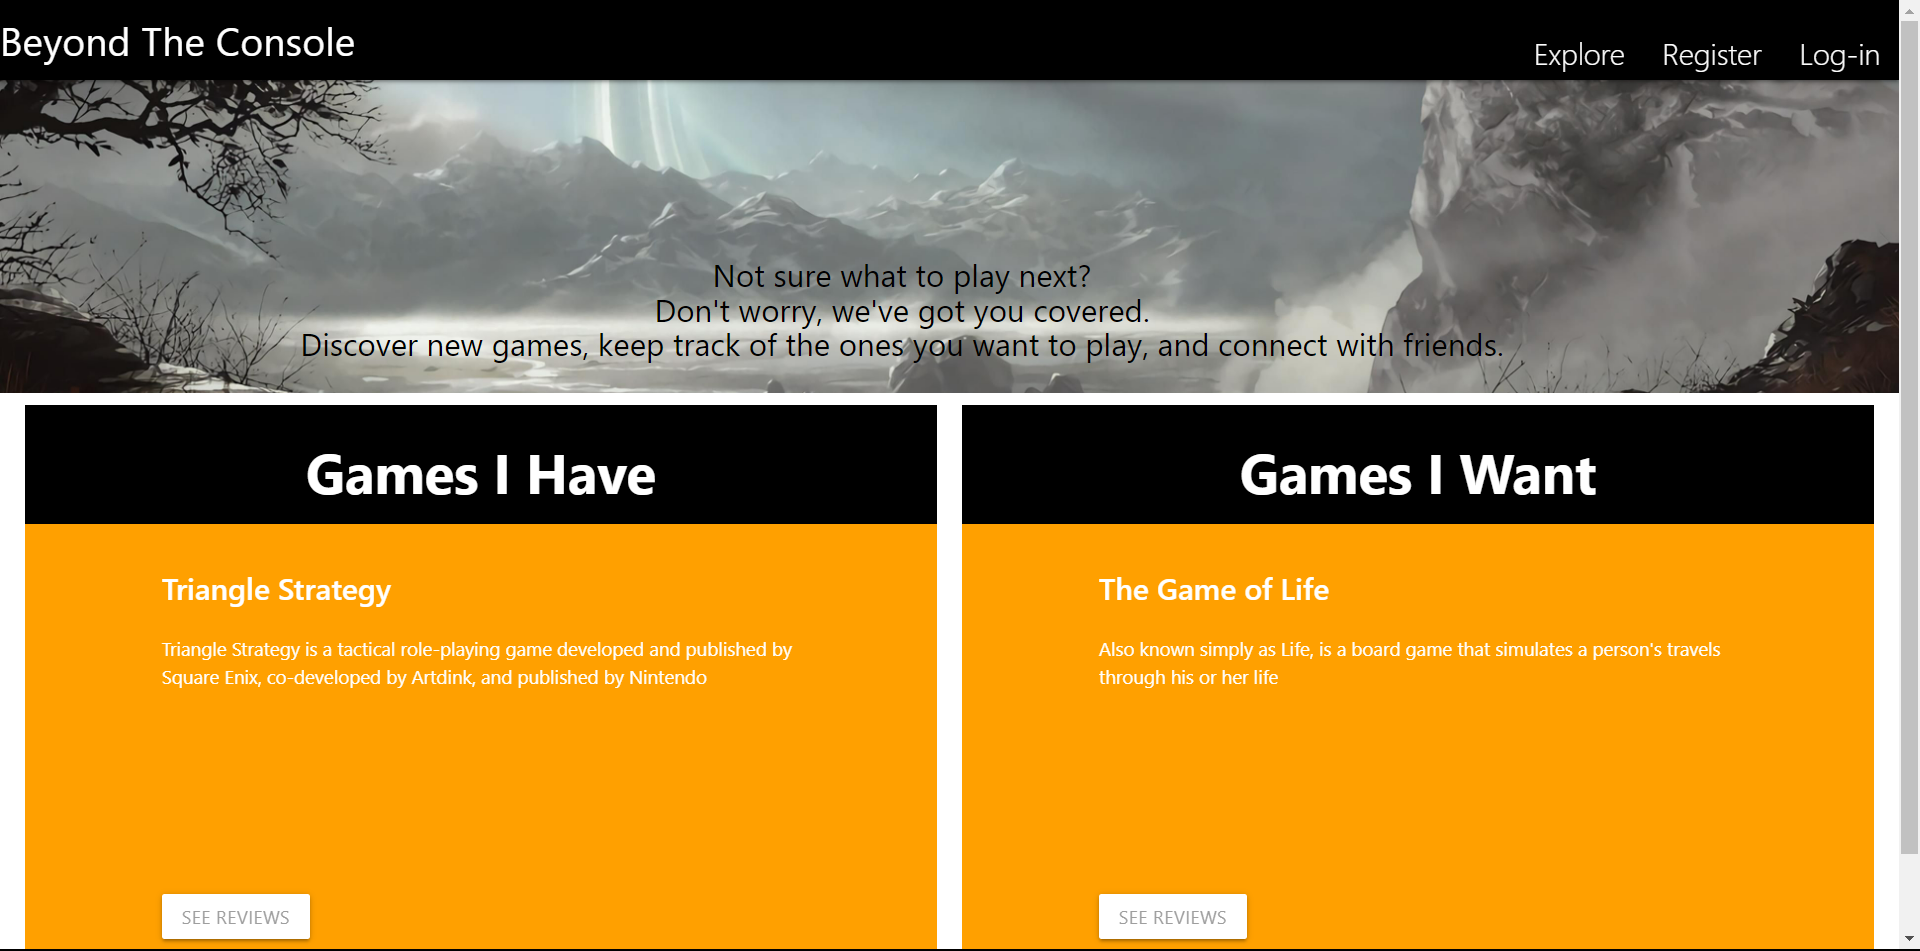 Beyond The Console
Explore Register Log-in
Not sure what to play next?
Don't worry, we've got you covered.
Discover new games, keep track of the ones you want to play, and connect with friends.
Games I Have
Triangle Strategy
Triangle Strategy is a tactical role-playing game developed and published by
Square Enix, co-developed by Artdink, and published by Nintendo
SEE REVIEWS
Games I Want
The Game of Life
Also known simply as Life, is a board game that simulates a person's travels
through his or her life
SEE REVIEWS